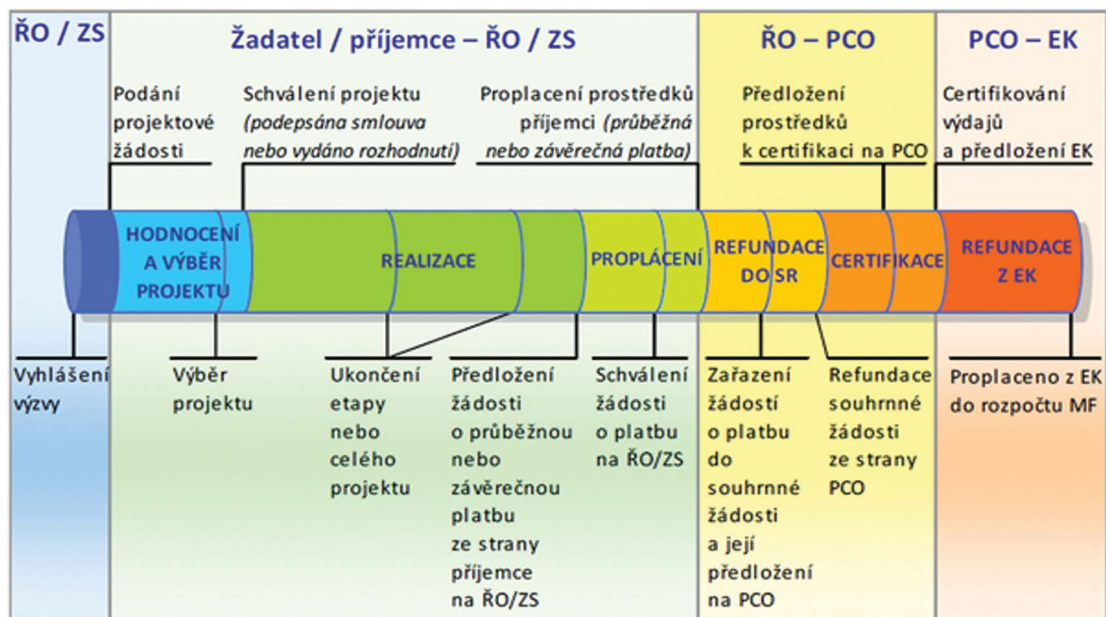 ŘO / ZS
Žadatel / příjemce – ŘO / ZS
ŘO – PCO
PCO – EK
Podání
projektové
žádosti
Schválení projektu
(podepsána smlouva
nebo vydáno rozhodnutí)
Proplacení prostředků
příjemci (průběžná
nebo závěrečná platba)
Předložení
prostředků
k certifikaci na PCO
Certifikování
výdajů
a předložení EK
HODNOCENÍ
A VÝBĚR
PROJEKTU
REALIZACE
PROPLÁCENÍ
REFUNDACE
DO SR
CERTIFIKACE
REFUNDACE
Z EK
Vyhlášení
výzvy
Výběr
projektu
Ukončení
etapy
nebo
celého
projektu
Předložení
žádosti
o průběžnou
nebo
závěrečnou
platbu
ze strany
příjemce
na ŘO/ZS
Schválení
žádosti
o platbu
na ŘO/ZS
Zařazení
žádostí
o platbu
do
souhrnné
žádosti
a její
předložení
na PCO
Refundace
souhrnné
žádosti
ze strany
PCO
Proplaceno z EK
do rozpočtu MF